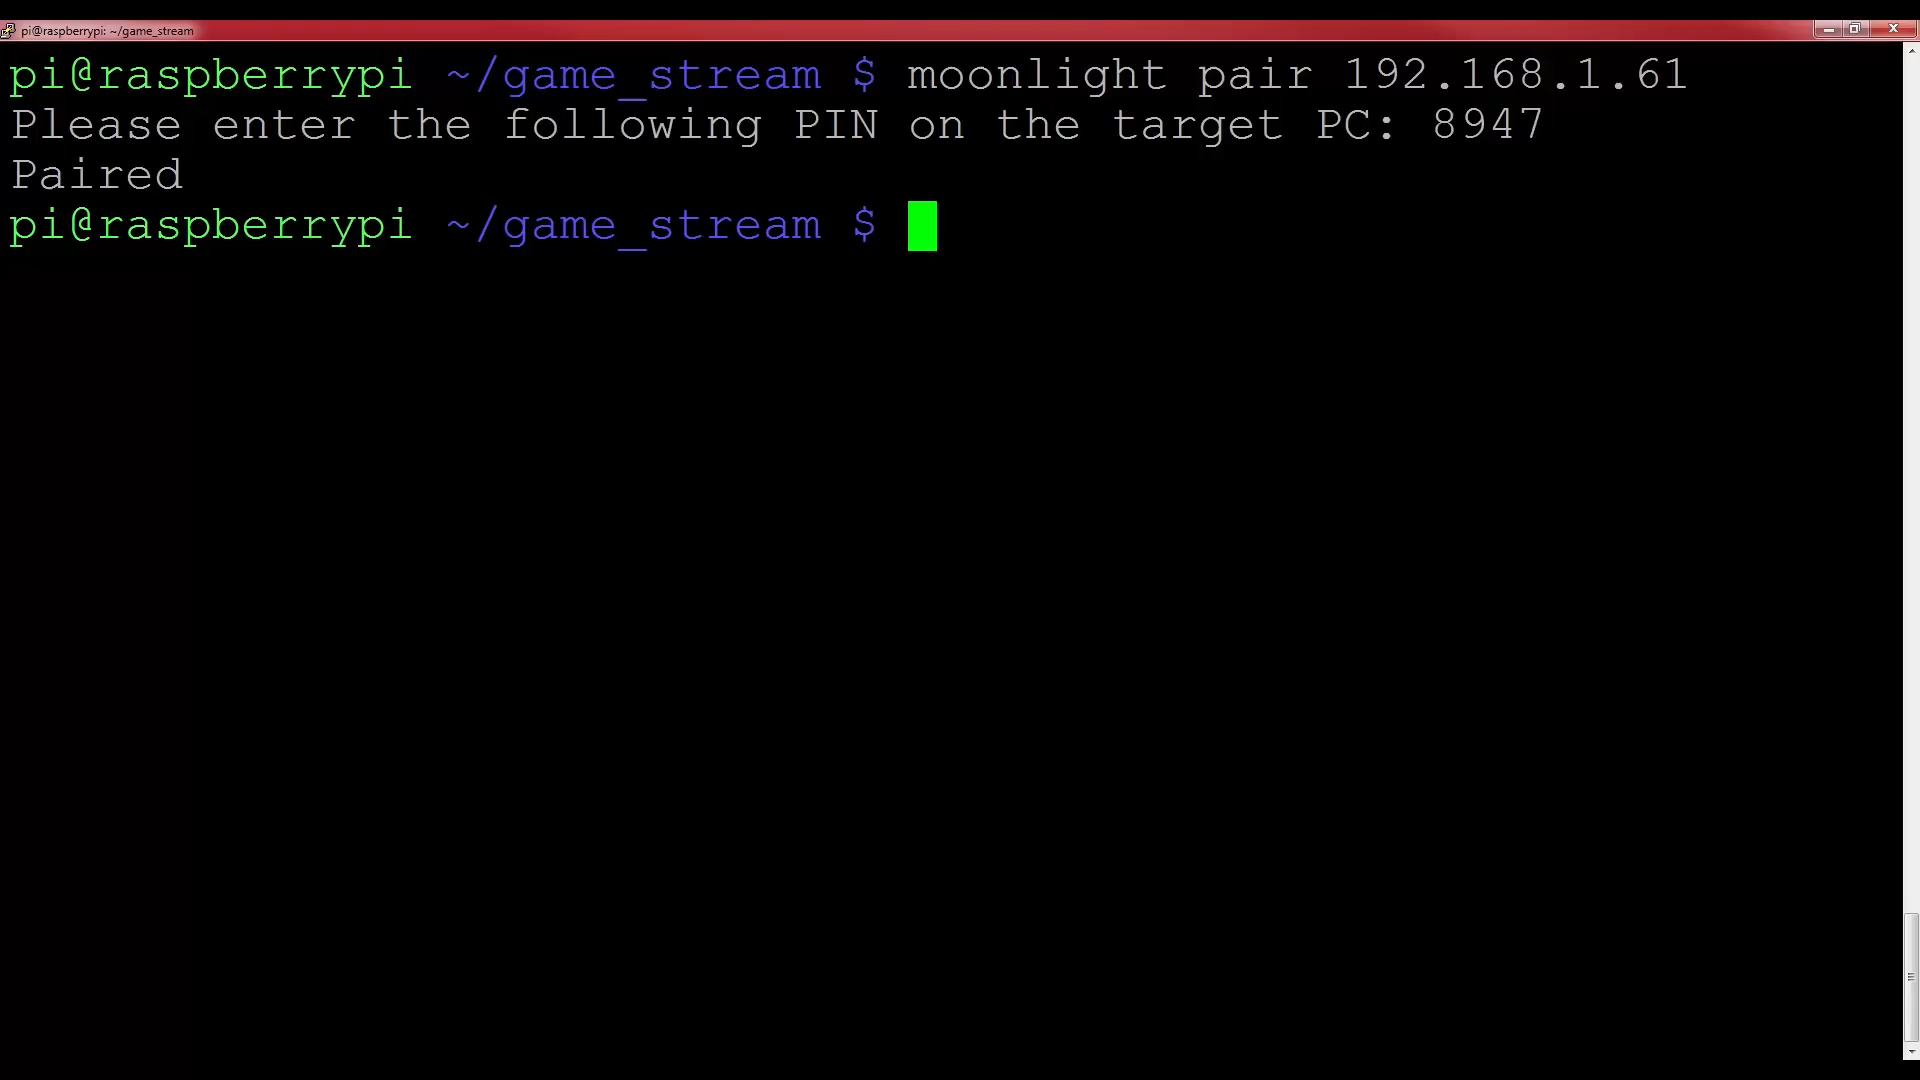 pi@raspberrypi: ~/game_stream
pi@raspberrypi ~/game_stream $ moonlight pair 192.168.1.61
Please enter the following PIN on the target PC: 8947
Paired
pi@raspberrypi ~/game_stream $